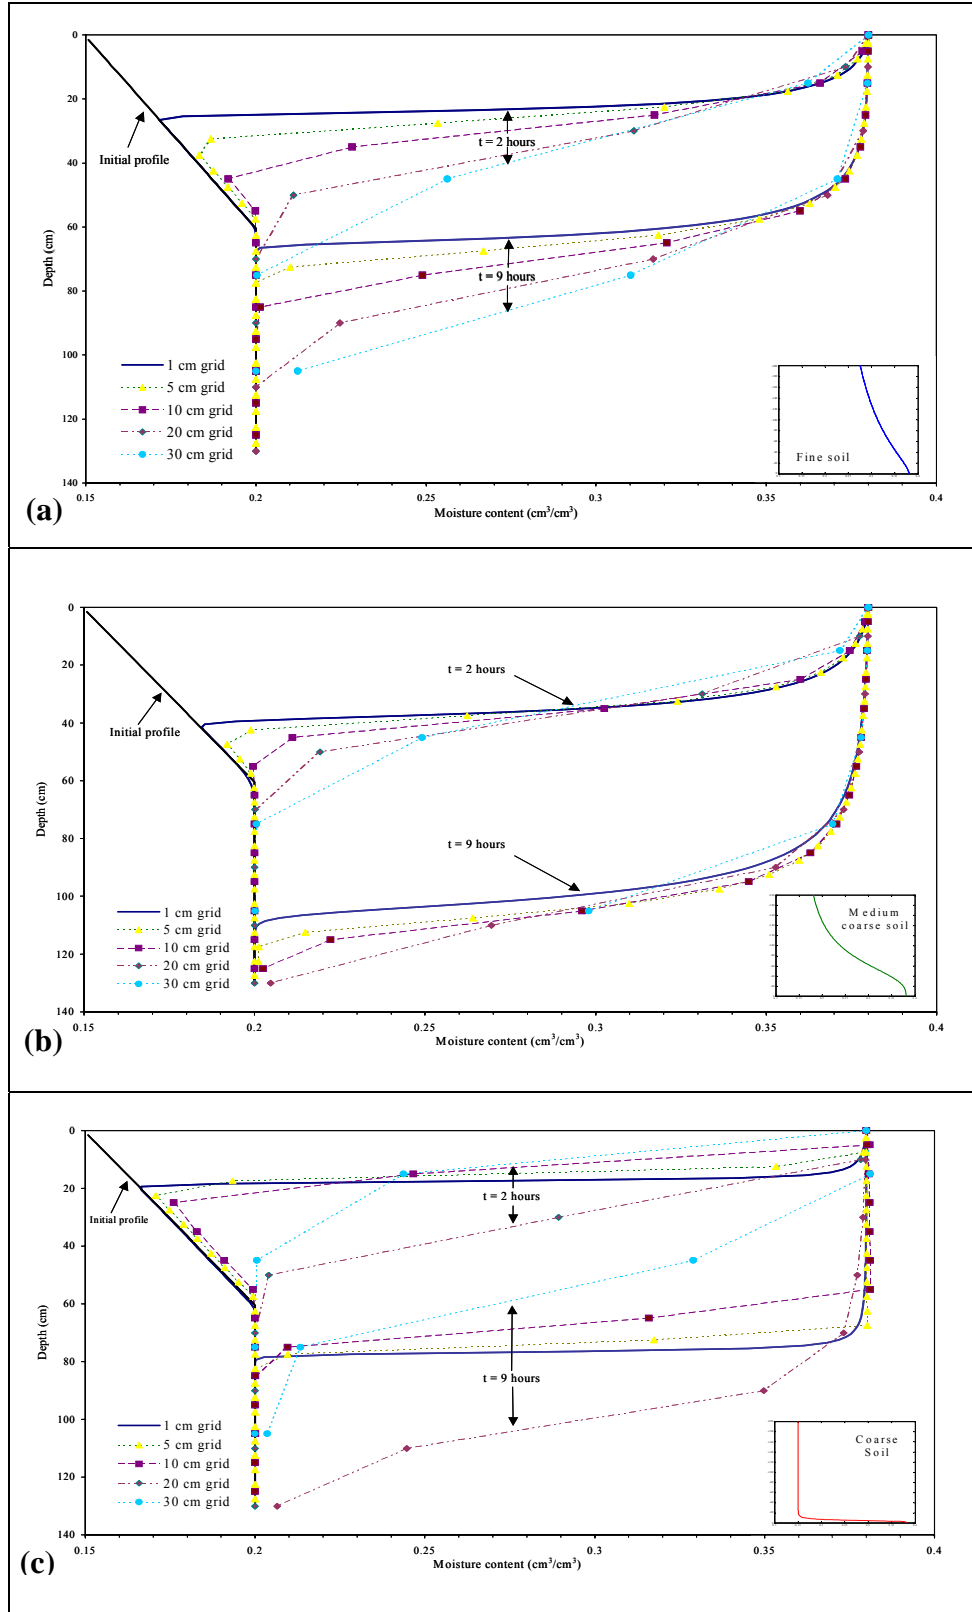 0
20
40
60
80
100
120
140
Depth (cm)
Initial profile
t = 2 hours
t = 9 hours
1 cm grid
5 cm grid
10 cm grid
20 cm grid
30 cm grid
Fine soil
0.15
0.2
0.25
0.3
0.35
0.4
Moisture content (cm³/cm³)
(a)
0
20
40
60
80
100
120
140
Depth (cm)
Initial profile
t = 2 hours
t = 9 hours
1 cm grid
5 cm grid
10 cm grid
20 cm grid
30 cm grid
Medium
coarse soil
0.15
0.2
0.25
0.3
0.35
0.4
Moisture content (cm³/cm³)
(b)
0
20
40
60
80
100
120
140
Depth (cm)
Initial profile
t = 2 hours
t = 9 hours
1 cm grid
5 cm grid
10 cm grid
20 cm grid
30 cm grid
Coarse
Soil
0.15
0.2
0.25
0.3
0.35
0.4
Moisture content (cm³/cm³)
(c)